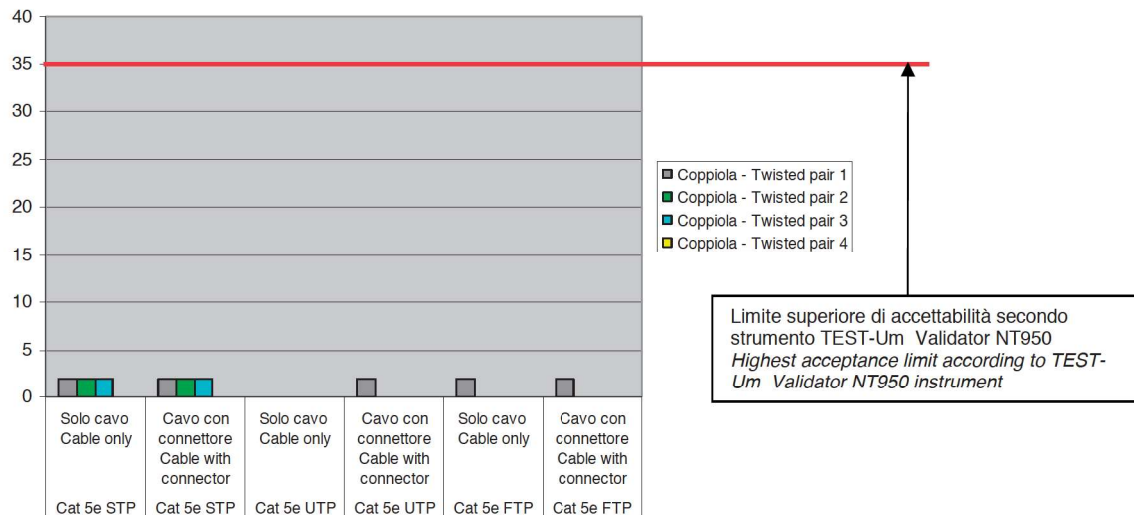 40
35
30
25
20
15
10
5
0
Solo cavo
Cable only
Cat 5e STP
Cavo con
connettore
Cable with
connector
Cat 5e STP
Solo cavo
Cable only
Cat 5e UTP
Cavo con
connettore
Cable with
connector
Cat 5e UTP
Solo cavo
Cable only
Cat 5e FTP
Cavo con
connettore
Cable with
connector
Cat 5e FTP
Coppiola - Twisted pair 1
Coppiola - Twisted pair 2
Coppiola - Twisted pair 3
Coppiola - Twisted pair 4
Limite superiore di accettabilità secondo
strumento TEST-Um Validator NT950
Highest acceptance limit according to TEST-
Um Validator NT950 instrument